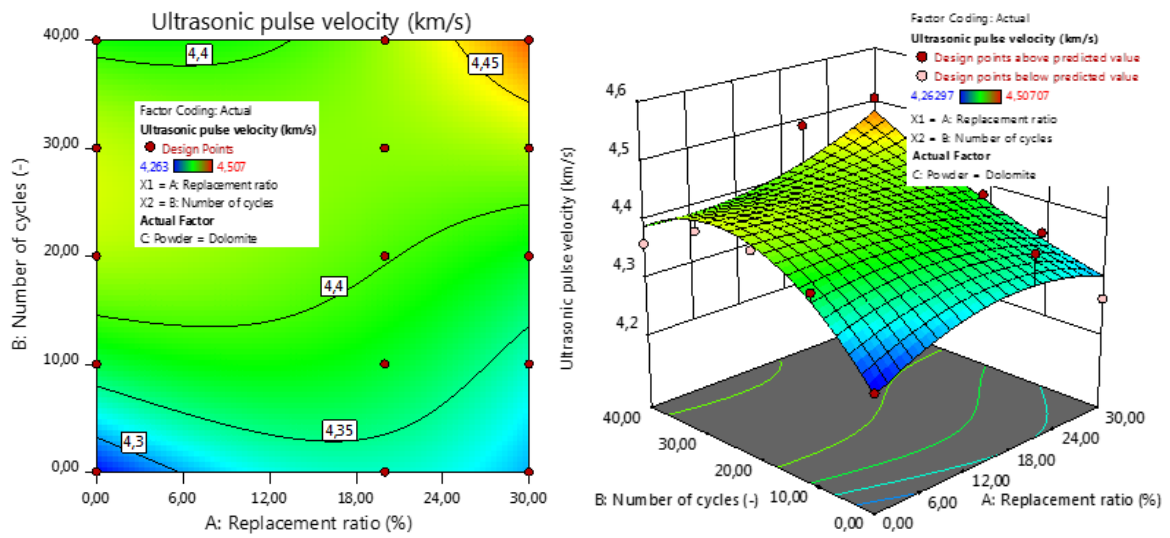 Ultrasonic pulse velocity (km/s)
40,00
30,00
20,00
10,00
0,00
B: Number of cycles (-)
4,4
4,45
4,4
4,35
4,3
Factor Coding: Actual
Ultrasonic pulse velocity (km/s)
Design Points
4,263 4,507
X1 = A: Replacement ratio
X2 = B: Number of cycles
Actual Factor
C: Powder = Dolomite
0,00 6,00 12,00 18,00 24,00 30,00
A: Replacement ratio (%)
Factor Coding: Actual
Ultrasonic pulse velocity (km/s)
Design points above predicted value
Design points below predicted value
4,26297 4,50707
X1 = A: Replacement ratio
X2 = B: Number of cycles
Actual Factor
C: Powder = Dolomite
4,6
4,5
4,4
4,3
4,2
Ultrasonic pulse velocity (km/s)
40,00
30,00
20,00
10,00
0,00
B: Number of cycles (-)
30,00
24,00
18,00
12,00
6,00
0,00
A: Replacement ratio (%)